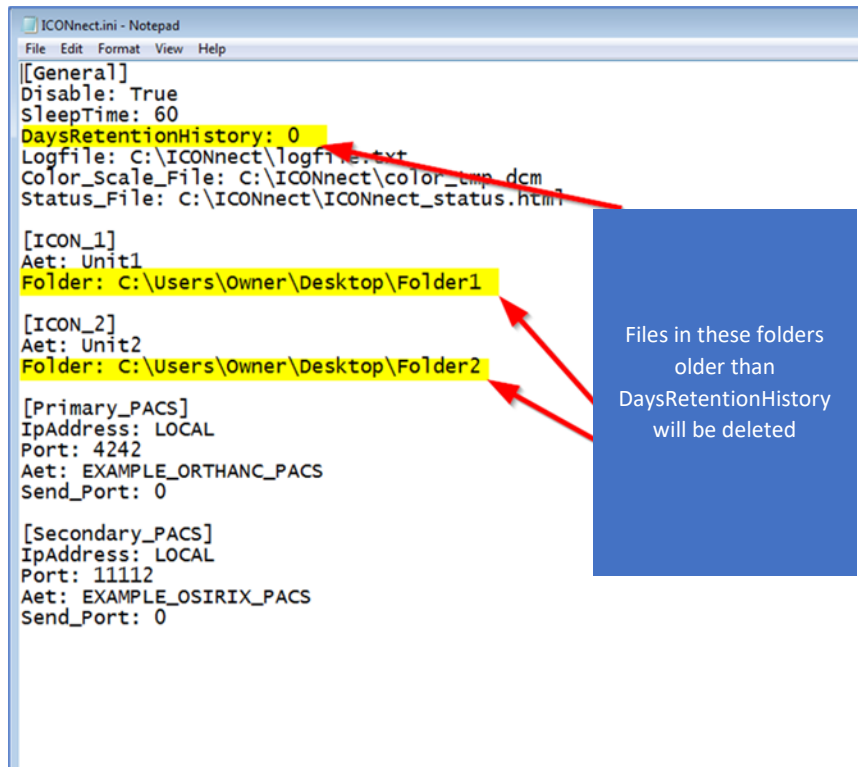 ICONnect.ini - Notepad
File Edit Format View Help
[General]
Disable: True
SleepTime: 60
DaysRetentionHistory: 0
Logfile: C:\ICONnect\logfile.txt
Color_Scale_File: C:\ICONnect\color_tmp.dcm
Status_File: C:\ICONnect\ICONnect_status.html
[ICON_1]
Aet: Unit1
Folder: C:\Users\Owner\Desktop\Folder1
[ICON_2]
Aet: Unit2
Folder: C:\Users\Owner\Desktop\Folder2
[Primary_PACS]
IpAddress: LOCAL
Port: 4242
Aet: EXAMPLE_ORTHANC_PACS
Send_Port: 0
[Secondary_PACS]
IpAddress: LOCAL
Port: 11112
Aet: EXAMPLE_OSIRIX_PACS
Send_Port: 0
Files in these folders
older than
DaysRetentionHistory
will be deleted